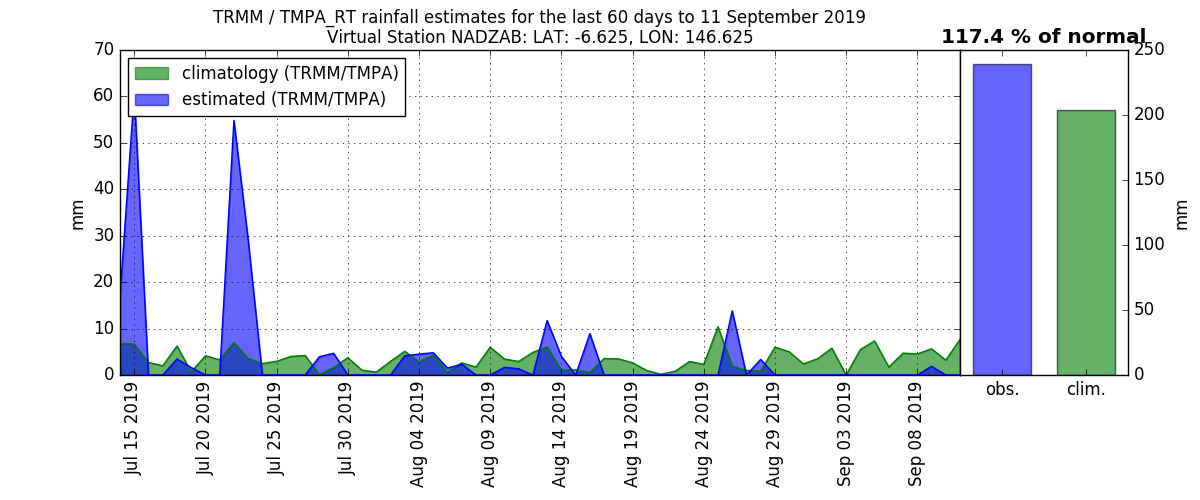 TRMM / TMPA_RT rainfall estimates for the last 60 days to 11 September 2019
Virtual Station NADZAB: LAT: -6.625, LON: 146.625
117.4 % of normal
climatology (TRMM/TMPA)
estimated (TRMM/TMPA)
70
60
50
40
30
20
10
0
mm
Jul 15 2019
Jul 20 2019
Jul 25 2019
Jul 30 2019
Aug 04 2019
Aug 09 2019
Aug 14 2019
Aug 19 2019
Aug 24 2019
Aug 29 2019
Sep 03 2019
Sep 08 2019
obs.
clim.
250
200
150
100
50
0
mm